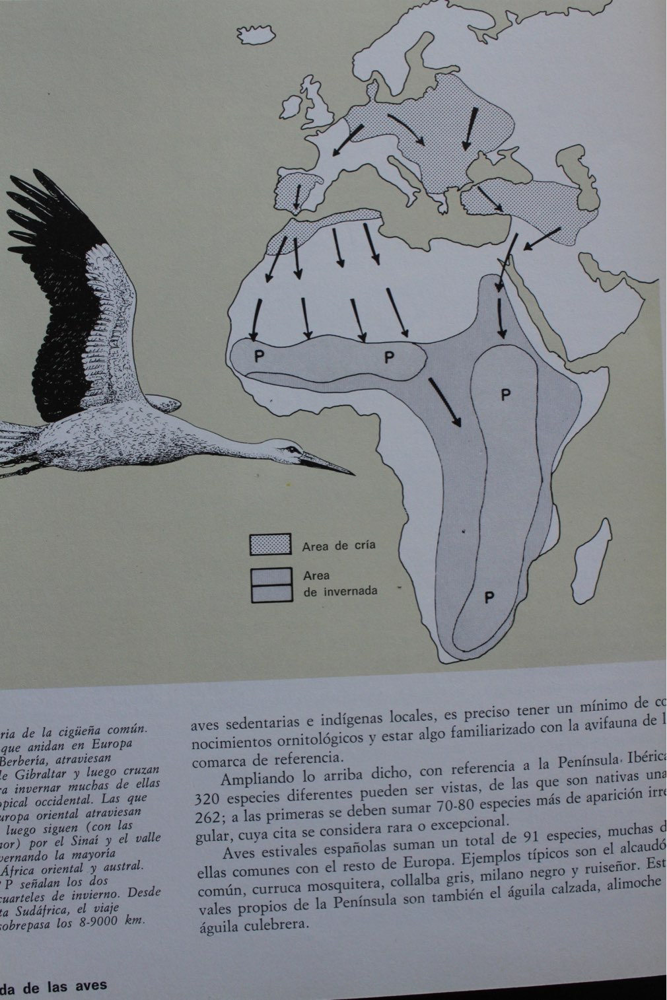 P
P
P
P
Area de cría
Area
de invernada
ria de la cigüeña común.
que anidan en Europa
Berbería, atraviesan
de Gibraltar y luego cruzan
ra invernar muchas de ellas
opical occidental. Las que
uropa oriental atraviesan
luego siguen (con las
nor) por el Sinaí y el valle
vernando la mayoría
África oriental y austral.
P señalan los dos
cuarteles de invierno. Desde
ta Sudáfrica, el viaje
sobrepasa los 8-9000 km.
da de las aves
aves sedentarias e indígenas locales, es preciso tener un mínimo de co
nocimientos ornitológicos y estar algo familiarizado con la avifauna de l
comarca de referencia.
Ampliando lo arriba dicho, con referencia a la Península Ibérica
320 especies diferentes pueden ser vistas, de las que son nativas una
262; a las primeras se deben sumar 70-80 especies más de aparición irre
gular, cuya cita se considera rara o excepcional.
Aves estivales españolas suman un total de 91 especies, muchas d
ellas comunes con el resto de Europa. Ejemplos típicos son el alcaudó
común, curruca mosquitera, collalba gris, milano negro y ruiseñor. Est
vales propios de la Península son también el águila calzada, alimoche
águila culebrera.